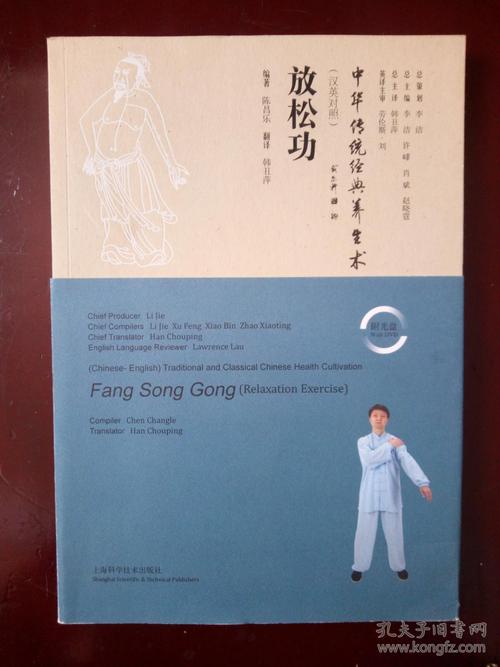 总策划 李洁
总主编 李洁 许峰 肖斌 赵晓霆
总主译 韩丑萍
英译主审 劳伦斯·刘
中华传统经典养生术
(汉英对照)
放松功
编著 陈昌乐 翻译 韩丑萍
附光盘
With DVD
Chief Producer Li Jie
Chief Compilers Li Jie Xu Feng Xiao Bin Zhao Xiaoting
Chief Translator Han Chouping
English Language Reviewer Lawrence Lau
(Chinese- English) Traditional and Classical Chinese Health Cultivation
Fang Song Gong (Relaxation Exercise)
Compiler Chen Changle
Translator Han Chouping
上海科学技术出版社
Shanghai Scientific & Technical Publishers
孔夫子旧书网
www.kongfz.com